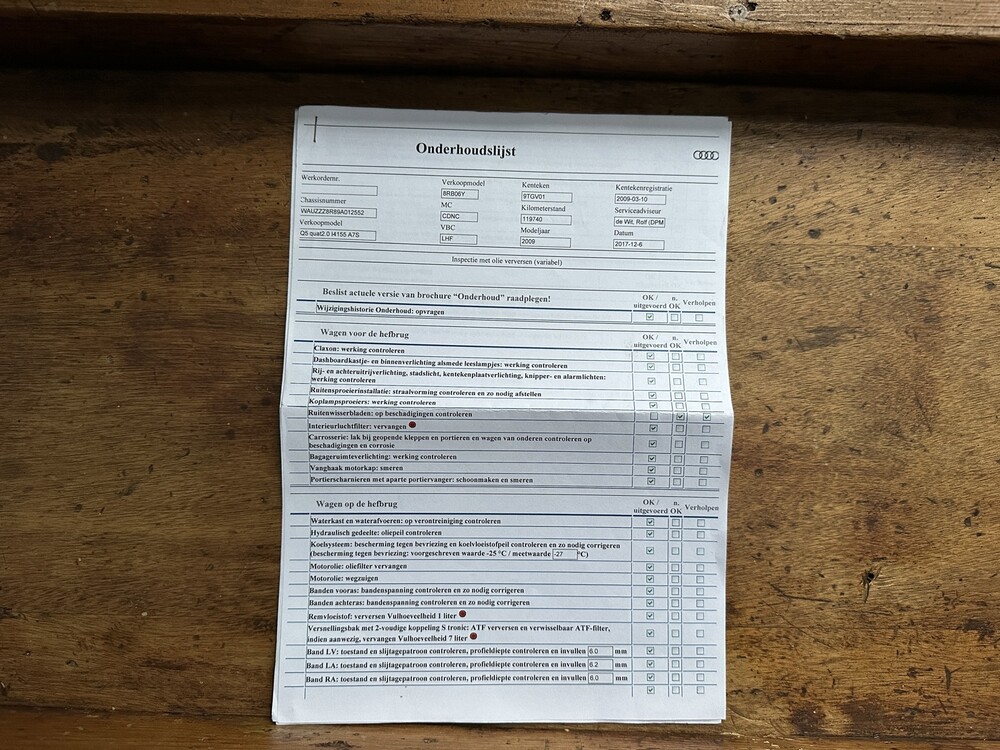 Onderhoudslijst
Werkordernr.
Verkoopmodel
8RB06Y
Kenteken
9TGV01
Kentekenregistratie
2009-03-10
Chassisnummer
WAUZZZ8R89A012552
MC
CDNC
Kilometerstand
119740
Serviceadviseur
de Wit, Rolf (DPM
Verkoopmodel
Q5 quat2.0 I4155 A7S
VBC
LHF
Modeljaar
2009
Datum
2017-12-6
Inspectie met olie verversen (variabel)
Beslist actuele versie van brochure “Onderhoud” raadplegen!
OK / uitgevoerd
n. OK
Verholpen
Wijzigingshistorie Onderhoud: opvragen
Wagen voor de hefbrug
OK / uitgevoerd
n. OK
Verholpen
Claxon: werking controleren
Dashboardkastje- en binnenverlichting alsmede leeslampjes: werking controleren
Rij- en achteruitrijverlichting, stadslicht, kentekenplaatverlichting, knipper- en alarmlichten:
werking controleren
Ruitensproeierinstallatie: straalvorming controleren en zo nodig afstellen
Koplampsproeiers: werking controleren
Ruitenwisserbladen: op beschadigingen controleren
Interieurluchtfilter: vervangen
Carrosserie: lak bij geopende kleppen en portieren en wagen van onderen controleren op
beschadigingen en corrosie
Bagageruimteverlichting: werking controleren
Vanghaak motorkap: smeren
Portierscharnieren met aparte portiervanger: schoonmaken en smeren
Wagen op de hefbrug
OK / uitgevoerd
n. OK
Verholpen
Waterkast en waterafvoeren: op verontreiniging controleren
Hydraulisch gedeelte: oliepeil controleren
Koelsysteem: bescherming tegen bevriezing en koelvloeistofpeil controleren en zo nodig corrigeren
(bescherming tegen bevriezing: voorgeschreven waarde -25 °C / meetwaarde -27 °C)
Motorolie: oliefilter vervangen
Motorolie: wegzuigen
Banden vooras: bandenspanning controleren en zo nodig corrigeren
Banden achteras: bandenspanning controleren en zo nodig corrigeren
Remvloeistof: verversen Vulhoeveelheid 1 liter
Versnellingsbak met 2-voudige koppeling S tronic: ATF verversen en verwisselbaar ATF-filter,
indien aanwezig, vervangen Vulhoeveelheid 7 liter
Band LV: toestand en slijtagepatroon controleren, profieldiepte controleren en invullen 6.0 mm
Band LA: toestand en slijtagepatroon controleren, profieldiepte controleren en invullen 6.2 mm
Band RA: toestand en slijtagepatroon controleren, profieldiepte controleren en invullen 6.0 mm